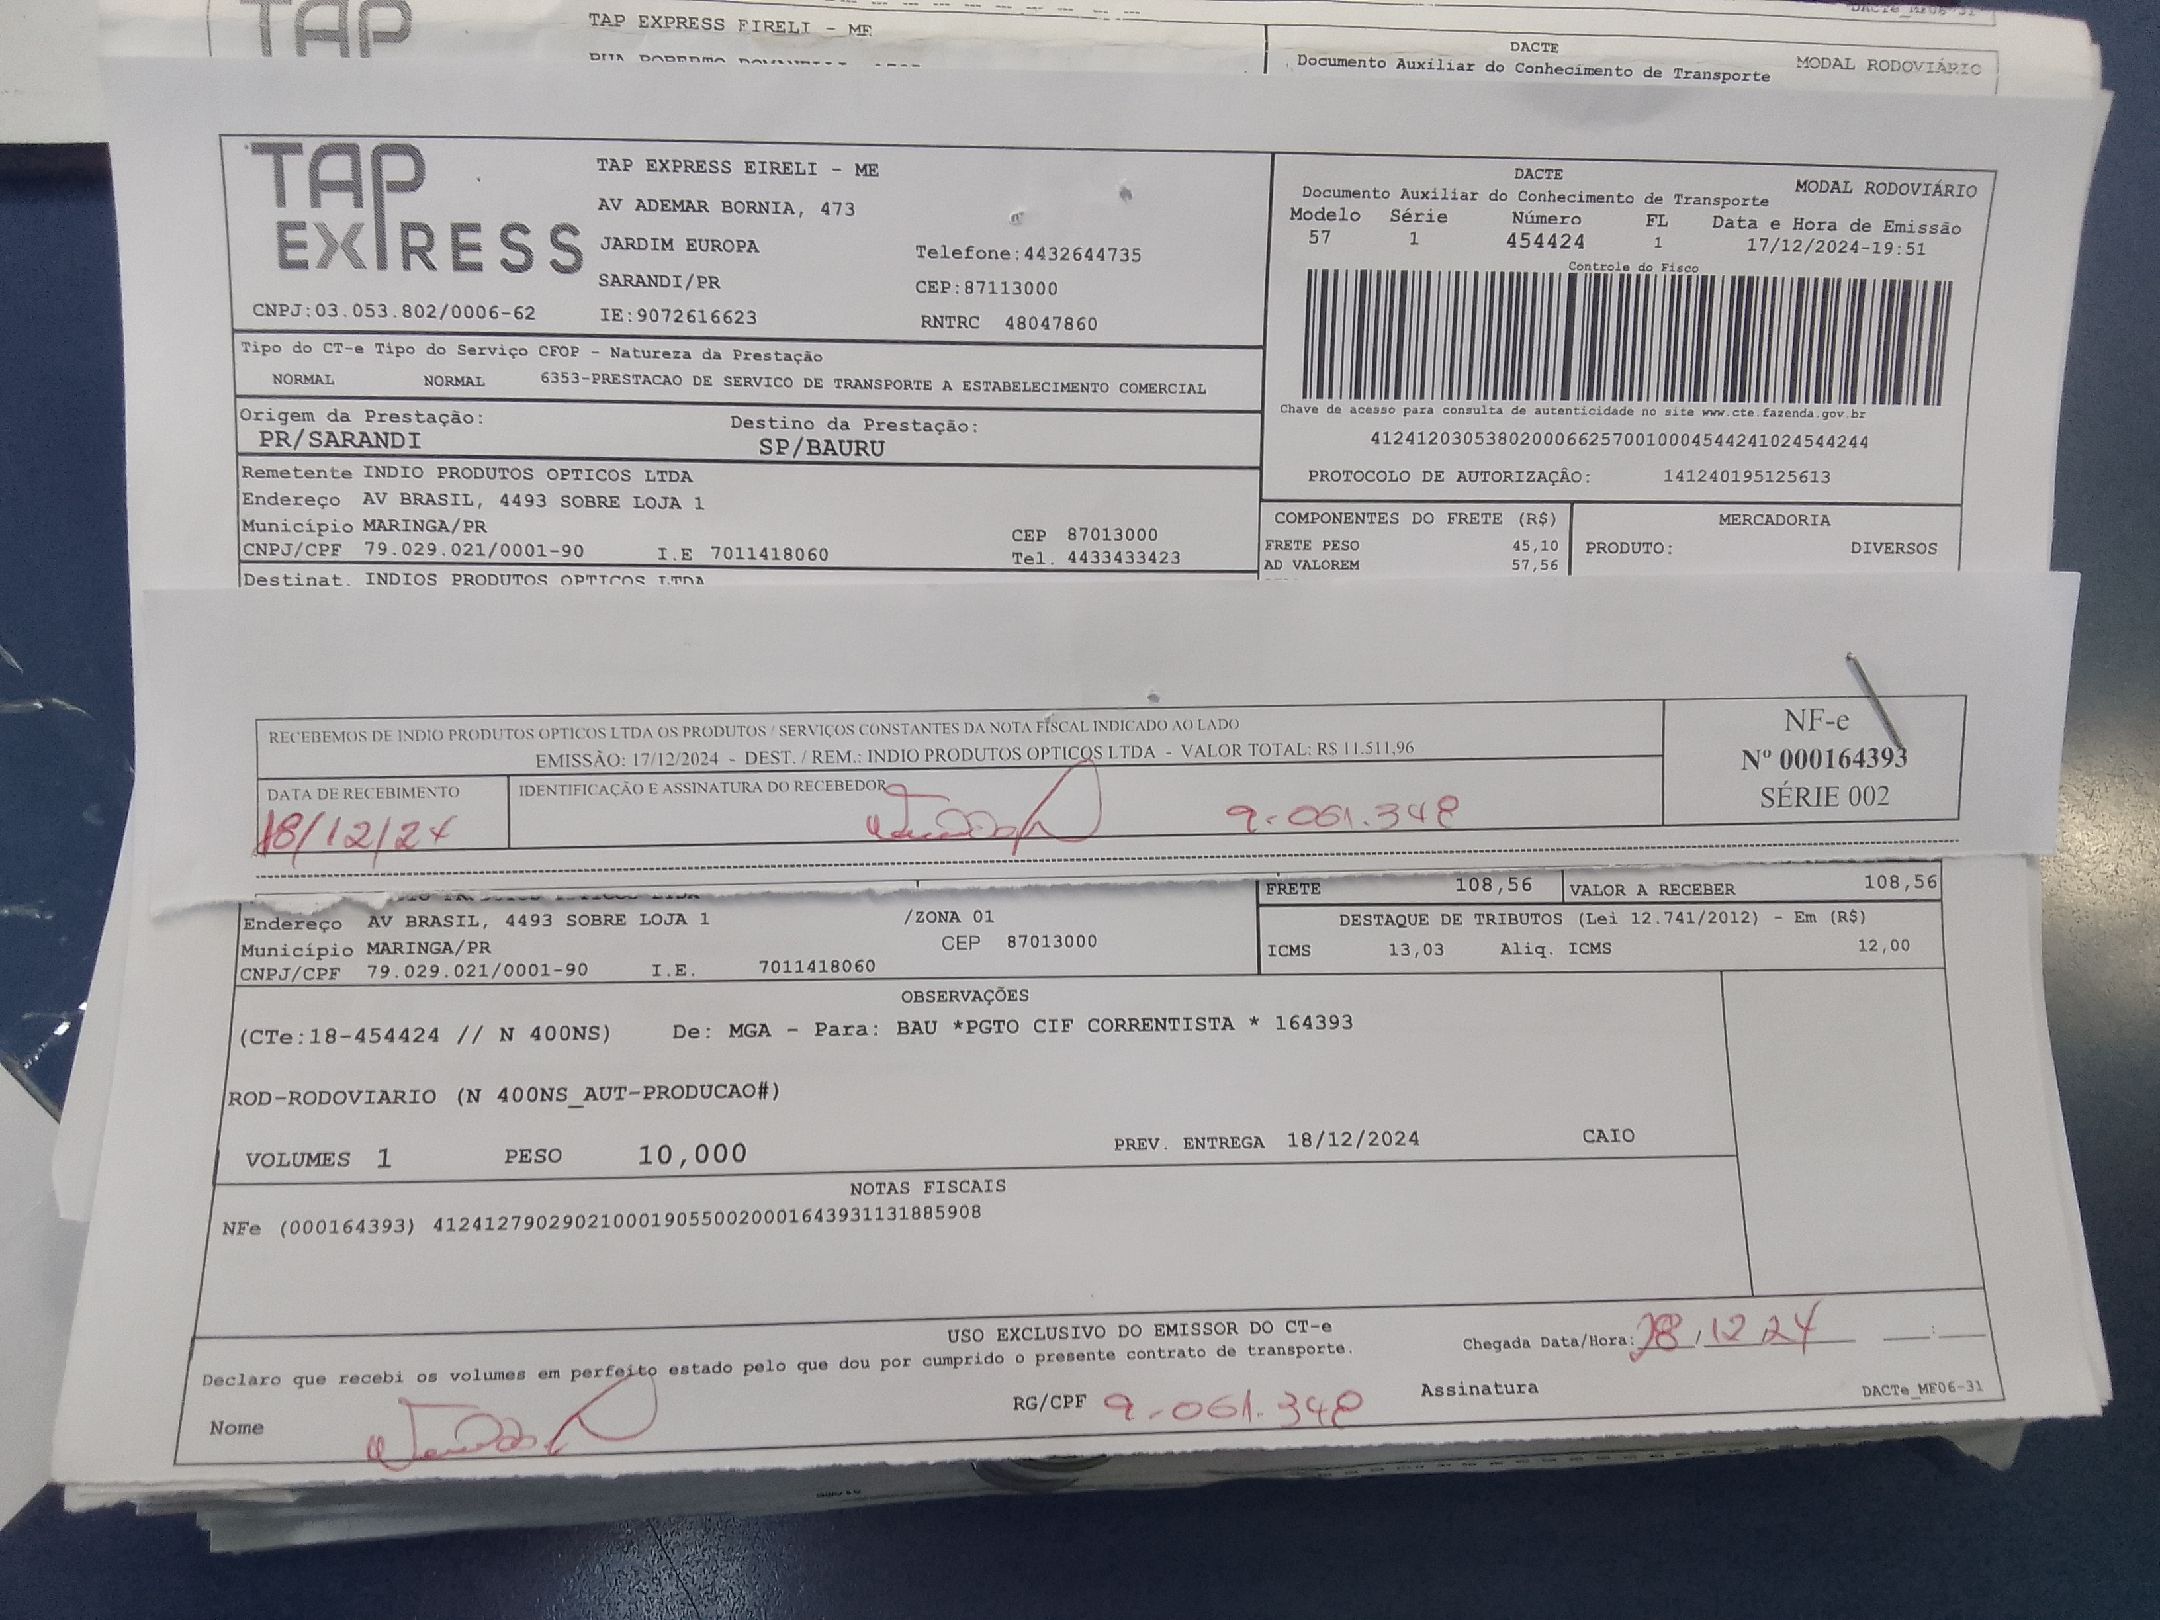 TAP
TAP EXPRESS EIRELI - ME
DACTE
Documento Auxiliar do Conhecimento de Transporte
MODAL RODOVIÁRIO
TAP
EXPRESS
CNPJ:03.053.802/0006-62
TAP EXPRESS EIRELI - ME
AV ADEMAR BORNIA, 473
JARDIM EUROPA
Telefone:4432644735
SARANDI/PR
CEP:87113000
IE:9072616623
RNTRC 48047860
DACTE
Documento Auxiliar do Conhecimento de Transporte
MODAL RODOVIÁRIO
Modelo Série Número FL Data e Hora de Emissão
57 1 454424 1 17/12/2024-19:51
Controle do Fisco
Chave de acesso para consulta de autenticidade no site www.cte.fazenda.gov.br
41241203053802000662570010004544241024544244
PROTOCOLO DE AUTORIZAÇÂO: 141240195125613
Tipo do CT-e Tipo do Serviço CFOP - Natureza da Prestação
NORMAL NORMAL 6353-PRESTACAO DE SERVICO DE TRANSPORTE A ESTABELECIMENTO COMERCIAL
Origem da Prestação: Destino da Prestação:
PR/SARANDI SP/BAURU
Remetente INDIO PRODUTOS OPTICOS LTDA
Endereço AV BRASIL, 4493 SOBRE LOJA 1
Município MARINGA/PR CEP 87013000
CNPJ/CPF 79.029.021/0001-90 I.E 7011418060 Tel. 4433433423
Destinat. INDIOS PRODUTOS OPTICOS LTDA
COMPONENTES DO FRETE (R$)
FRETE PESO 45,10
AD VALOREM 57,56
MERCADORIA
PRODUTO: DIVERSOS
RECEBEMOS DE INDIO PRODUTOS OPTICOS LTDA OS PRODUTOS / SERVIÇOS CONSTANTES DA NOTA FISCAL INDICADO AO LADO
EMISSÃO: 17/12/2024 - DEST. / REM.: INDIO PRODUTOS OPTICOS LTDA - VALOR TOTAL: R$ 11.511,96
DATA DE RECEBIMENTO
18/12/24
IDENTIFICAÇÃO E ASSINATURA DO RECEBEDOR
9.061.348
NF-e
Nº 000164393
SÉRIE 002
FRETE 108,56 VALOR A RECEBER 108,56
Endereço AV BRASIL, 4493 SOBRE LOJA 1 /ZONA 01
Município MARINGA/PR CEP 87013000
CNPJ/CPF 79.029.021/0001-90 I.E. 7011418060
DESTAQUE DE TRIBUTOS (Lei 12.741/2012) - Em (R$)
ICMS 13,03 Aliq. ICMS 12,00
OBSERVAÇÕES
(CTe:18-454424 // N 400NS) De: MGA - Para: BAU *PGTO CIF CORRENTISTA * 164393
ROD-RODOVIARIO (N 400NS_AUT-PRODUCAO#)
VOLUMES 1 PESO 10,000 PREV. ENTREGA 18/12/2024 CAIO
NOTAS FISCAIS
NFe (000164393) 41241279029021000190550020001643931131885908
USO EXCLUSIVO DO EMISSOR DO CT-e
Declaro que recebi os volumes em perfeito estado pelo que dou por cumprido o presente contrato de transporte.
Chegada Data/Hora: 18,12,24 __:__
Nome
RG/CPF 9.061.348
Assinatura
DACTe_MF06-31